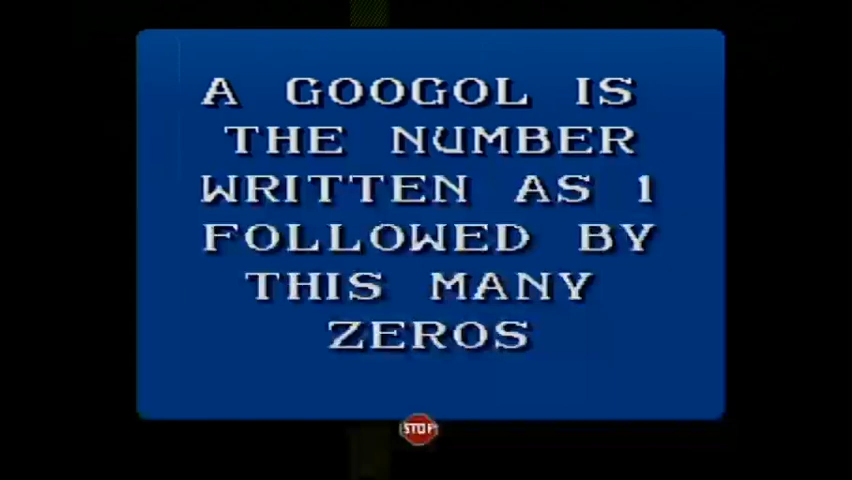 A GOOGOL IS
THE NUMBER
WRITTEN AS 1
FOLLOWED BY
THIS MANY
ZEROS
STOP